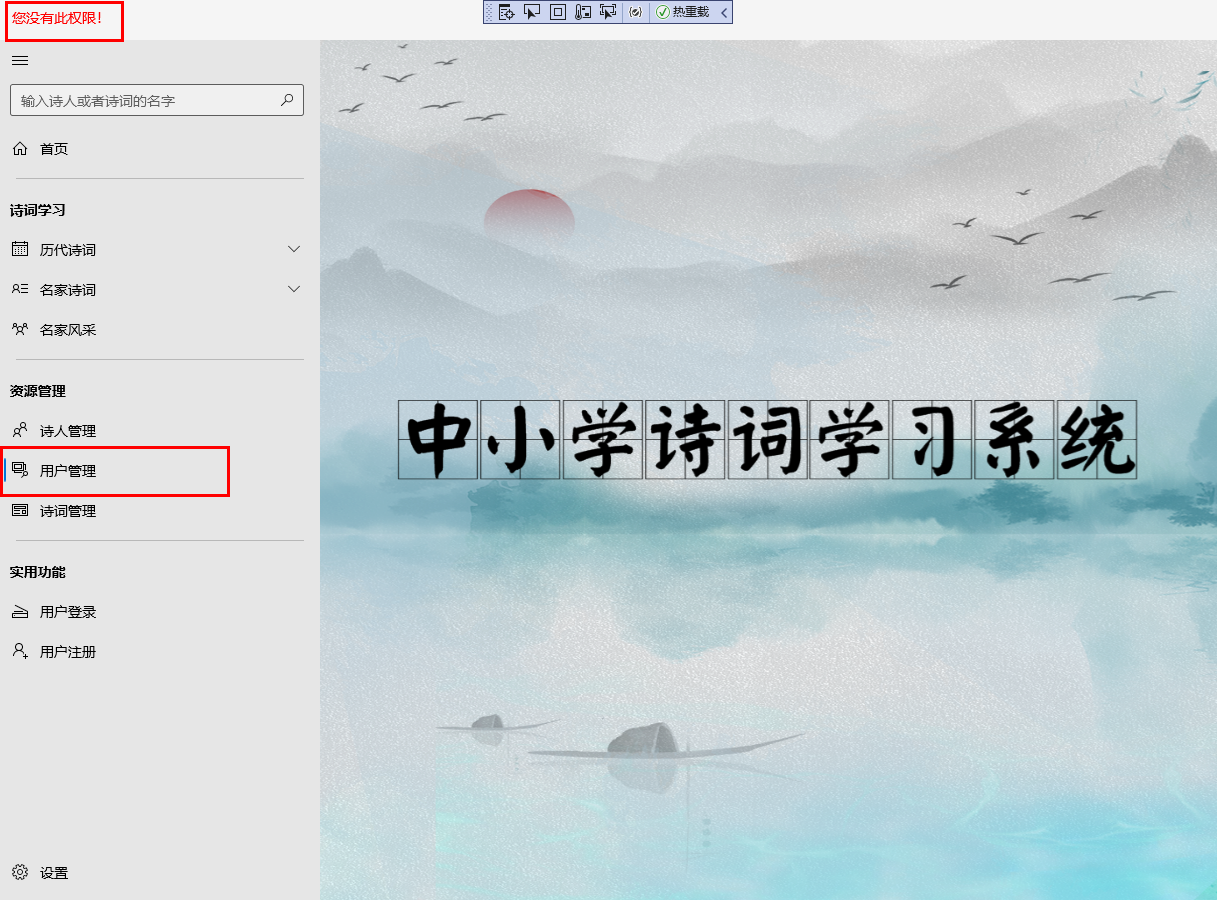 您没有此权限！
热重载
输入诗人或者诗词的名字
首页
诗词学习
历代诗词
名家诗词
名家风采
资源管理
诗人管理
用户管理
诗词管理
实用功能
用户登录
用户注册
设置
中小学诗词学习系统